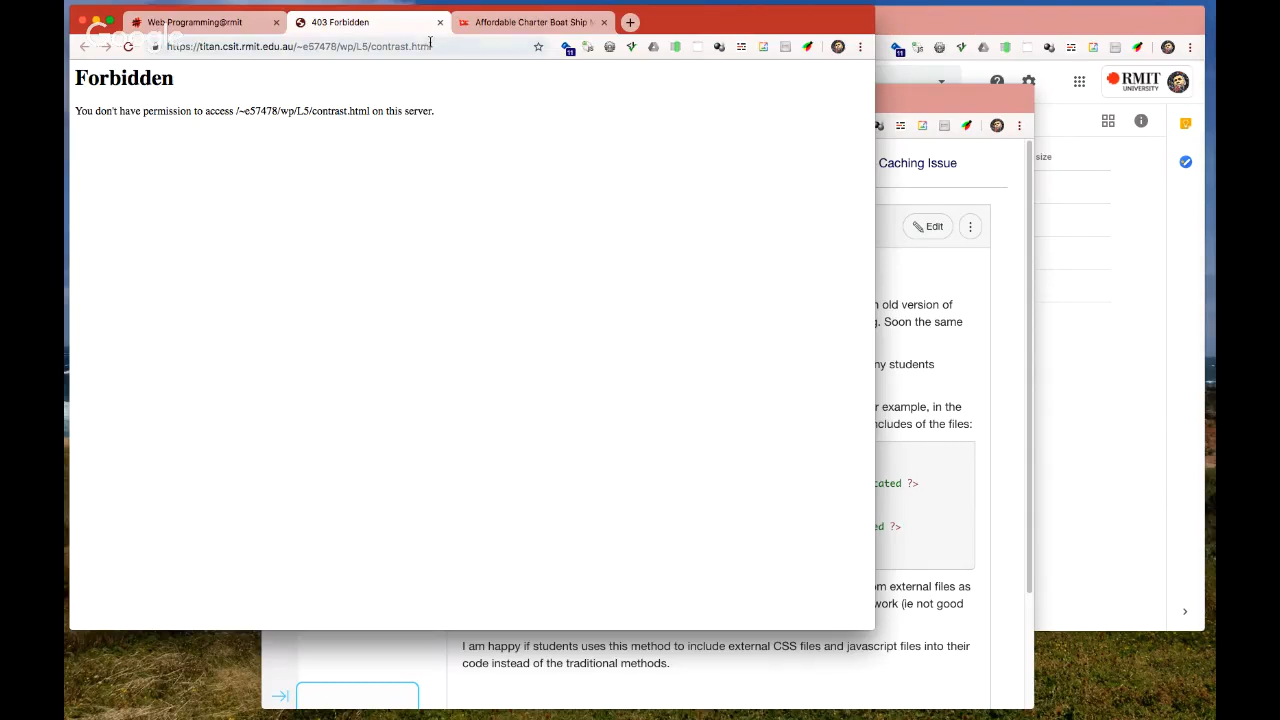 Web Programming@rmit
403 Forbidden
Affordable Charter Boat Ship
Google
https://titan.csit.rmit.edu.au/~e57478/wp/L5/contrast.html
11
11
Forbidden
You don't have permission to access /~e57478/wp/L5/contrast.html on this server.
RMIT
UNIVERSITY
size
Caching Issue
Edit
old version of
Soon the same
ny students
r example, in the
ncludes of the files:
cated ?>
ed ?>
om external files as
work (ie not good
I am happy if students uses this method to include external CSS files and javascript files into their
code instead of the traditional methods.